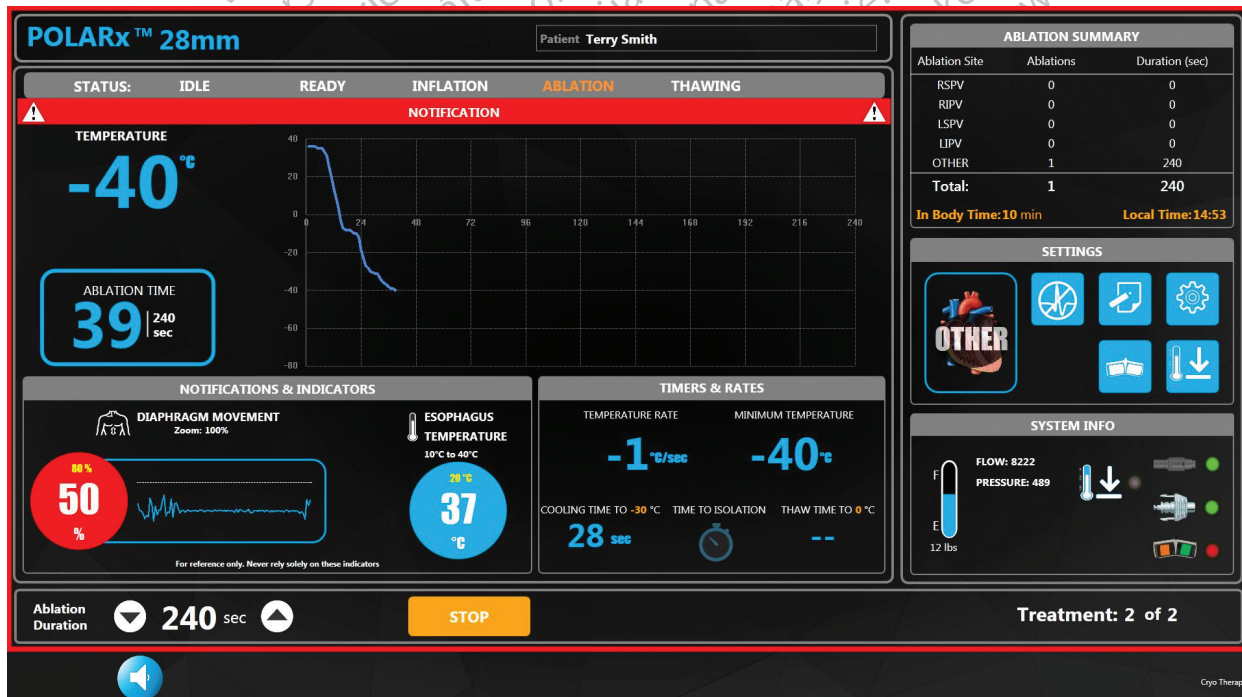 POLARx™ 28mm
Patient Terry Smith
STATUS: IDLE READY INFLATION ABLATION THAWING
NOTIFICATION
TEMPERATURE
-40°C
ABLATION TIME
39 240 sec
40
20
0
0 24 48 72 96 120 144 168 192 216 240
-20
-40
-60
-80
NOTIFICATIONS & INDICATORS
DIAPHRAGM MOVEMENT
Zoom: 100%
80 %
50
%
ESOPHAGUS
TEMPERATURE
10°C to 40°C
20 °C
37
°C
For reference only. Never rely solely on these indicators
TIMERS & RATES
TEMPERATURE RATE MINIMUM TEMPERATURE
-1°C/sec -40°C
COOLING TIME TO -30 °C TIME TO ISOLATION THAW TIME TO 0 °C
28 sec --
Ablation
Duration
240 sec
STOP
Treatment: 2 of 2
ABLATION SUMMARY
Ablation Site Ablations Duration (sec)
RSPV 0 0
RIPV 0 0
LSPV 0 0
LIPV 0 0
OTHER 1 240
Total: 1 240
In Body Time:10 min Local Time:14:53
SETTINGS
OTHER
SYSTEM INFO
F
E
12 lbs
FLOW: 8222
PRESSURE: 489
Cryo Therap